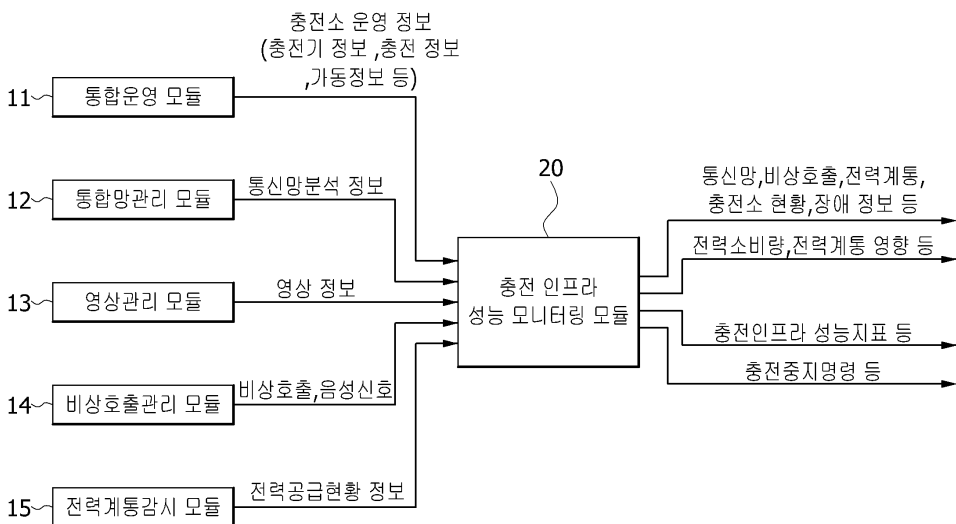 충전소 운영 정보
(충전기 정보 ,충전 정보
,가동정보 등)
11
통합운영 모듈
12
통합망관리 모듈
통신망분석 정보
13
영상관리 모듈
영상 정보
14
비상호출관리 모듈
비상호출,음성신호
15
전력계통감시 모듈
전력공급현황 정보
20
충전 인프라
성능 모니터링 모듈
통신망,비상호출,전력계통,
충전소 현황,장애 정보 등
전력소비량,전력계통 영향 등
충전인프라 성능지표 등
충전중지명령 등